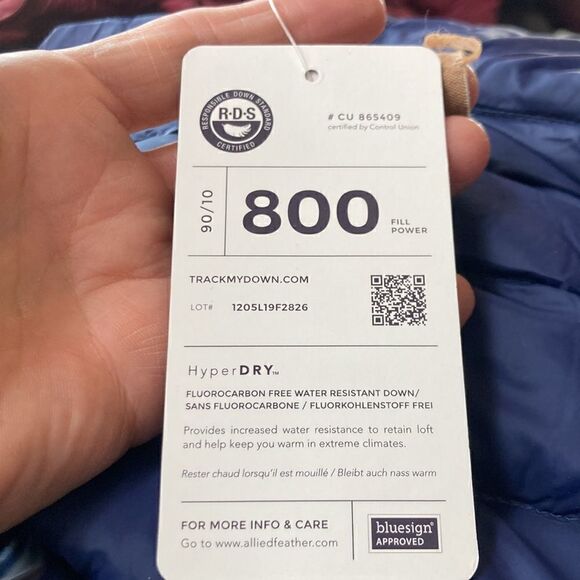 RESPONSIBLE DOWN STANDARD
R·D·S
CERTIFIED
# CU 865409
certified by Control Union
90/10
800
FILL
POWER
TRACKMYDOWN.COM
LOT# 1205L19F2826
HyperDRY™
FLUOROCARBON FREE WATER RESISTANT DOWN/
SANS FLUOROCARBONE / FLUORKOHLENSTOFF FREI
Provides increased water resistance to retain loft
and help keep you warm in extreme climates.
Rester chaud lorsqu'il est mouillé / Bleibt auch nass warm
FOR MORE INFO & CARE
Go to www.alliedfeather.com
bluesign®
APPROVED